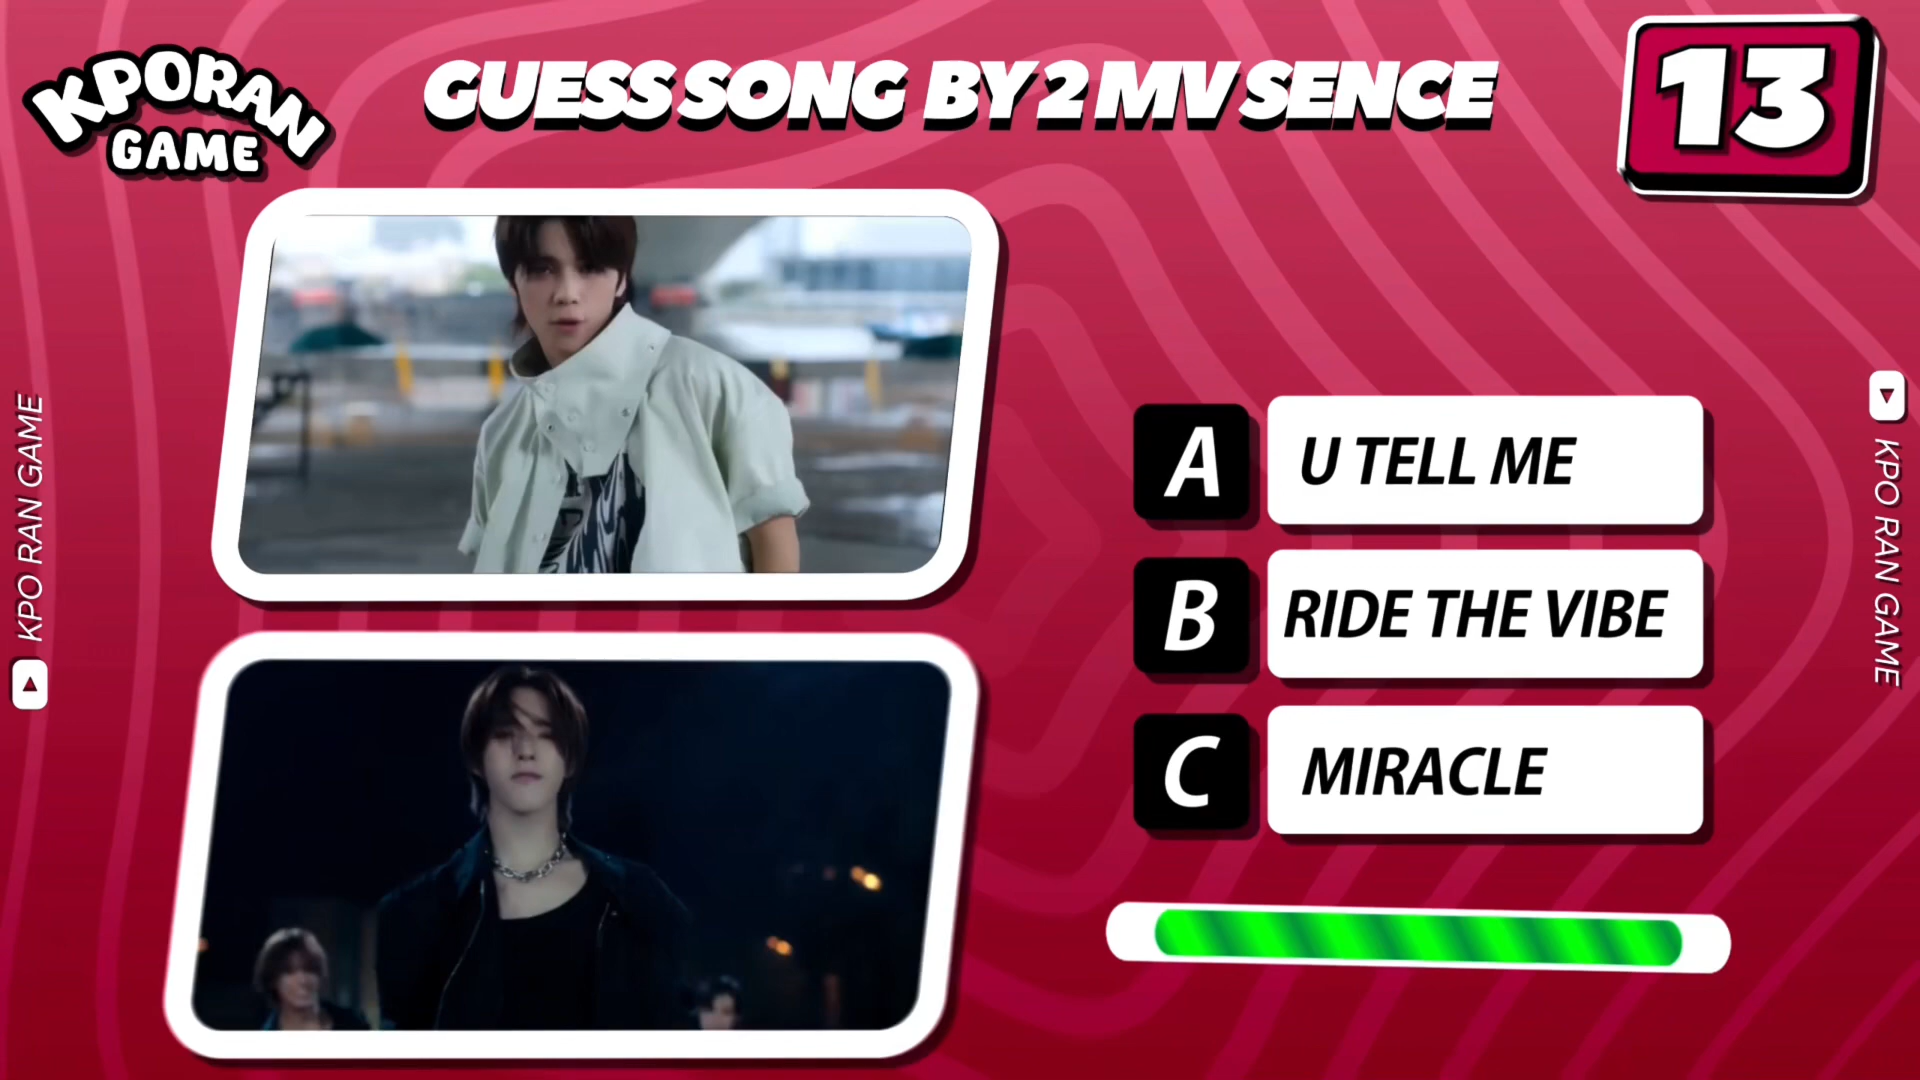 KPORAN
GAME
GUESS SONG BY 2 MV SENCE
13
A
U TELL ME
B
RIDE THE VIBE
C
MIRACLE
KPO RAN GAME
KPO RAN GAME